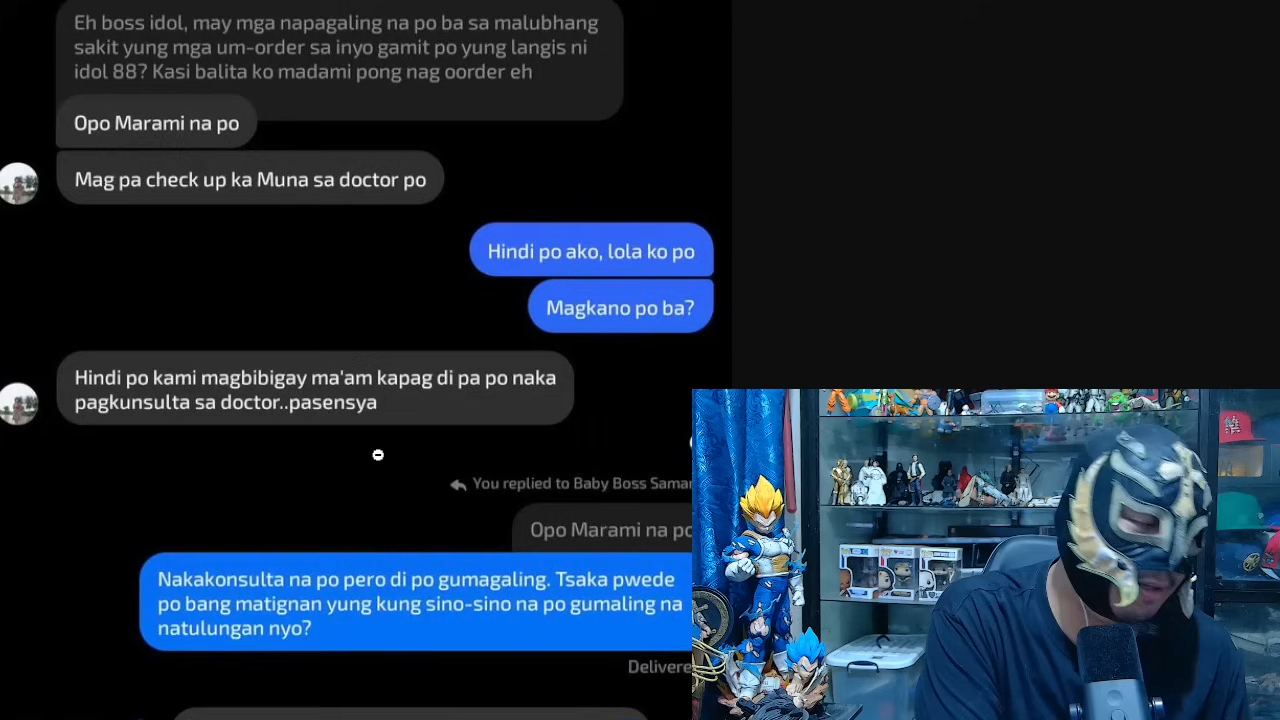 Eh boss idol, may mga napagaling na po ba sa malubhang
sakit yung mga um-order sa inyo gamit po yung langis ni
idol 88? Kasi balita ko madami pong nag oorder eh
Opo Marami na po
Mag pa check up ka Muna sa doctor po
Hindi po ako, lola ko po
Magkano po ba?
Hindi po kami magbibigay ma'am kapag di pa po naka
pagkunsulta sa doctor..pasensya
You replied to Baby Boss Samar
Opo Marami na po
Nakakonsulta na po pero di po gumagaling. Tsaka pwede
po bang matignan yung kung sino-sino na po gumaling na
natulungan nyo?
Delivere